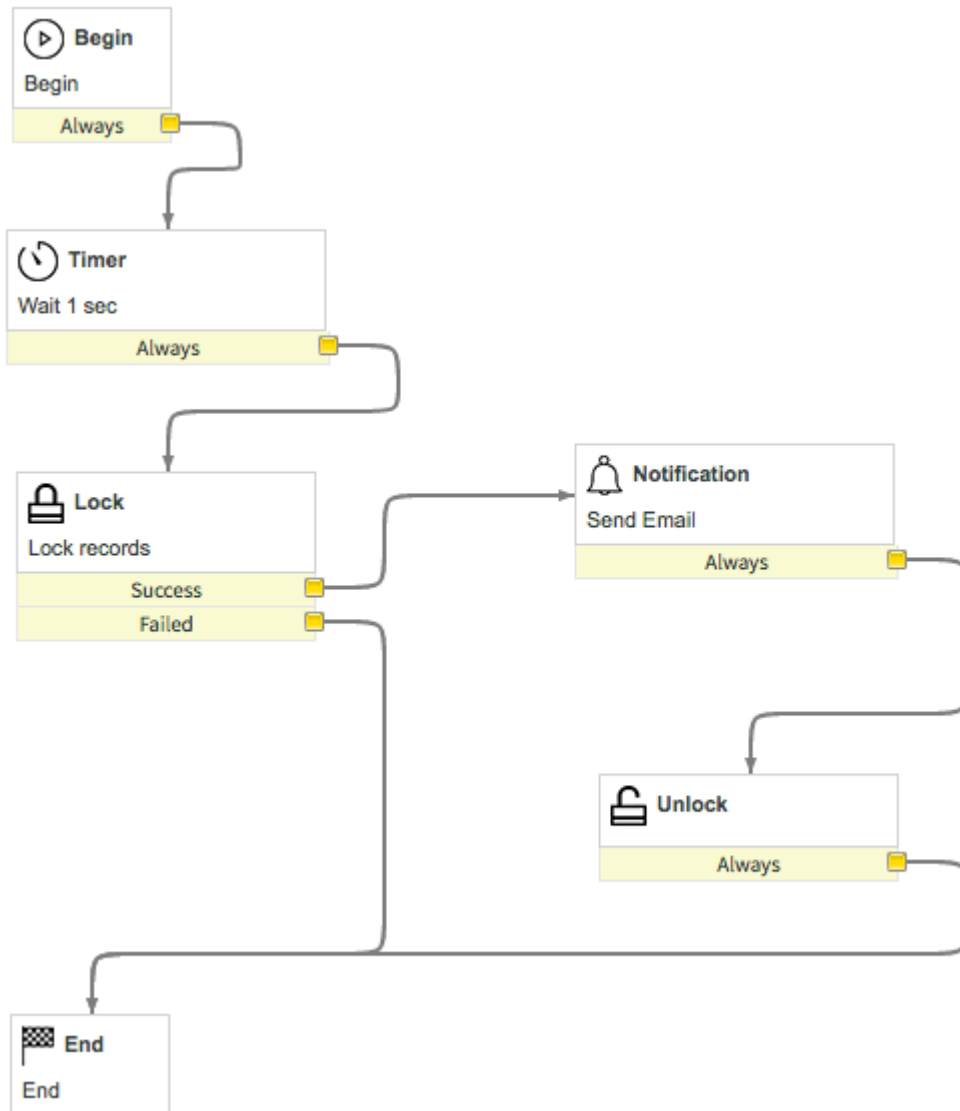 Begin
Begin
Always
Timer
Wait 1 sec
Always
Lock
Lock records
Success
Failed
Notification
Send Email
Always
Unlock
Always
End
End